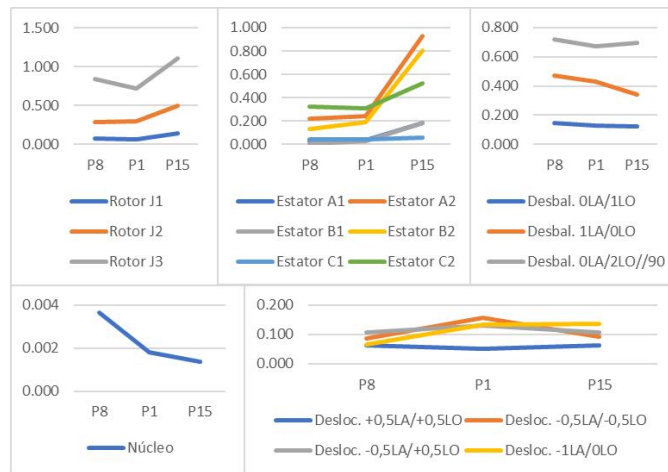 1.500
1.000
0.500
0.000
P8 P1 P15
Rotor J1
Rotor J2
Rotor J3
1.000
0.800
0.600
0.400
0.200
0.000
P8 P1 P15
Estator A1 Estator A2
Estator B1 Estator B2
Estator C1 Estator C2
0.800
0.600
0.400
0.200
0.000
P8 P1 P15
Desbal. 0LA/1LO
Desbal. 1LA/0LO
Desbal. 0LA/2LO//90
0.004
0.002
0.000
P8 P1 P15
Núcleo
0.200
0.100
0.000
P8 P1 P15
Desloc. +0,5LA/+0,5LO Desloc. -0,5LA/-0,5LO
Desloc. -0,5LA/+0,5LO Desloc. -1LA/0LO